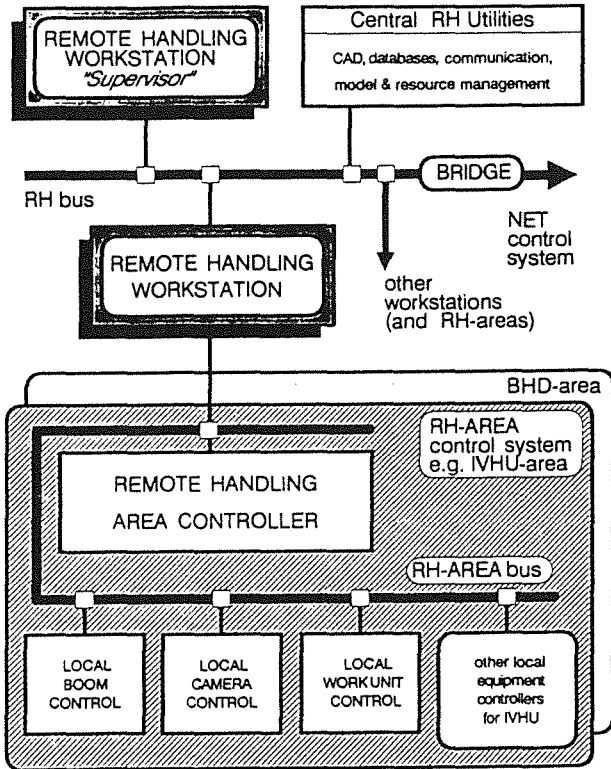 REMOTE HANDLING
WORKSTATION
"Supervisor"
Central RH Utilities
CAD, databases, communication,
model & resource management
BRIDGE
RH bus
NET
control
system
REMOTE HANDLING
WORKSTATION
other
workstations
(and RH-areas)
BHD-area
RH-AREA
control system
e.g. IVHU-area
REMOTE HANDLING
AREA CONTROLLER
RH-AREA bus
LOCAL
BOOM
CONTROL
LOCAL
CAMERA
CONTROL
LOCAL
WORKUNIT
CONTROL
other local
equipment
controllers
for IVHU